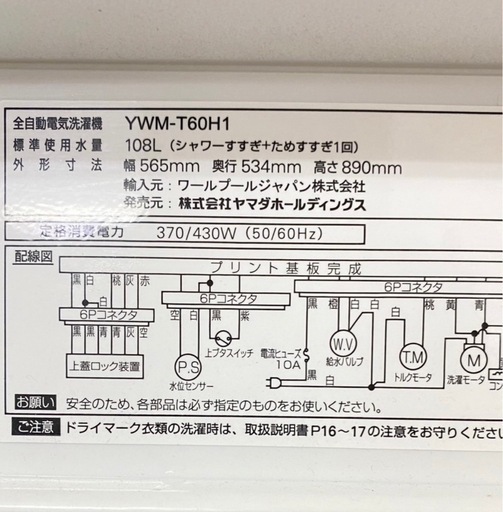 全自動電気洗濯機 YWM-T60H1
標準使用水量 108L (シャワーすすぎ+ためすすぎ1回)
外形寸法 幅 565mm 奥行 534mm 高さ 890mm
輸入元: ワールプールジャパン株式会社
発売元: 株式会社ヤマダホールディングス
定格消費電力 370/430W (50/60Hz)
配線図
プリント基板完成
黒 白 桃 灰 赤
6Pコネクタ
黒 黒 青 青 空
上蓋ロック装置
6Pコネクタ
空 白 黒 紫
P.S
水位センサー
上ブタスイッチ
電流ヒューズ
10A
黒 橙 白 白 桃 黄 青
黒
W.V
給水バルブ
T.M
トルクモータ
M
洗濯モータ
黒
白
白
お願い 安全のため、各部品は必ず指定のものをお使いください。
ご注意 ドライマーク衣類の洗濯時は、取扱説明書P16〜17の注意をお守りくだ